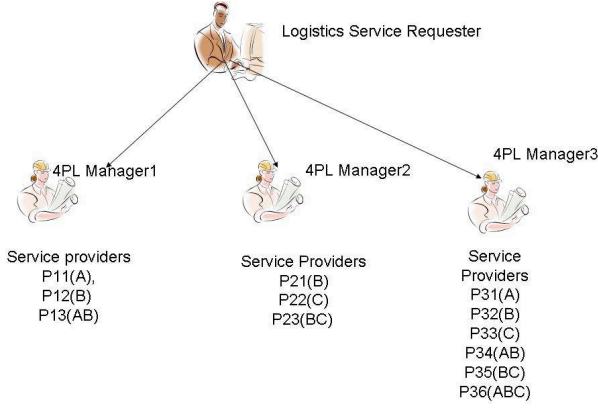 Logistics Service Requester
4PL Manager1
4PL Manager2
4PL Manager3
Service providers
P11(A),
P12(B)
P13(AB)
Service Providers
P21(B)
P22(C)
P23(BC)
Service
Providers
P31(A)
P32(B)
P33(C)
P34(AB)
P35(BC)
P36(ABC)